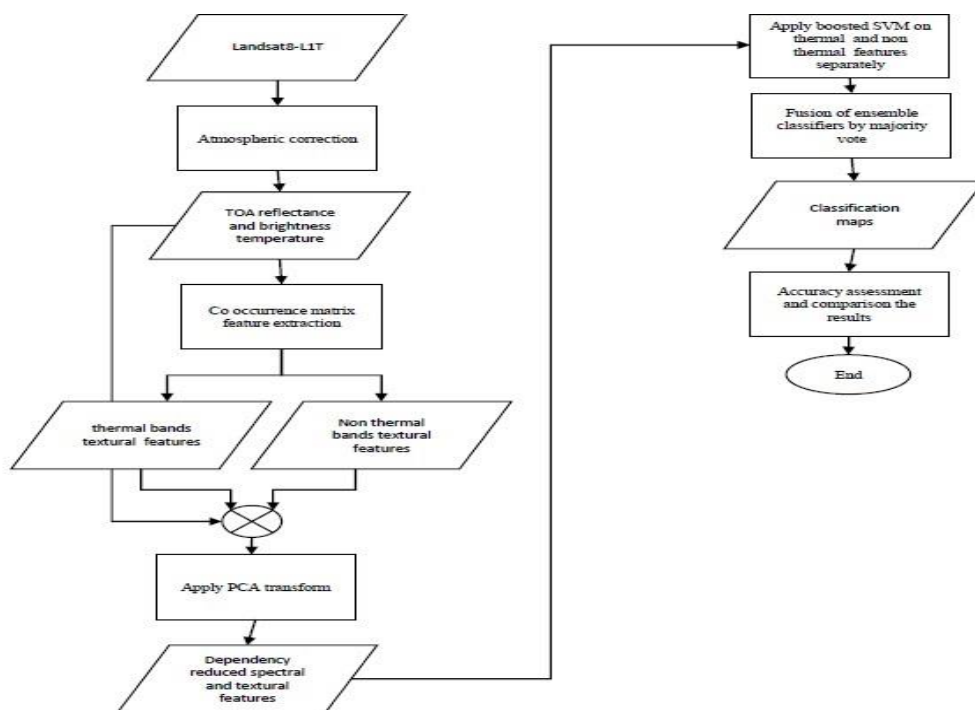 Landsat8-L1T
Atmospheric correction
TOA reflectance
and brightness
temperature
Co occurrence matrix
feature extraction
thermal bands
textural features
Non thermal
bands textural
features
Apply PCA transform
Dependency
reduced spectral
and textural
features
Apply boosted SVM on
thermal and non
thermal features
separately
Fusion of ensemble
classifiers by majority
vote
Classification
maps
Accuracy assessment
and comparison the
results
End